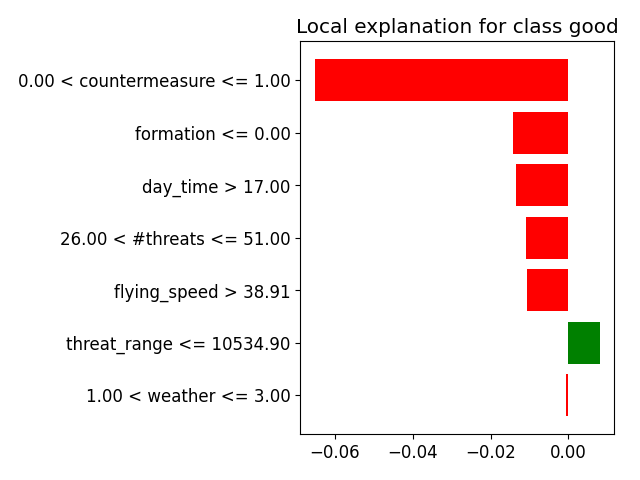 Local explanation for class good
0.00 < countermeasure <= 1.00
formation <= 0.00
day_time > 17.00
26.00 < #threats <= 51.00
flying_speed > 38.91
threat_range <= 10534.90
1.00 < weather <= 3.00
−0.06 −0.04 −0.02 0.00